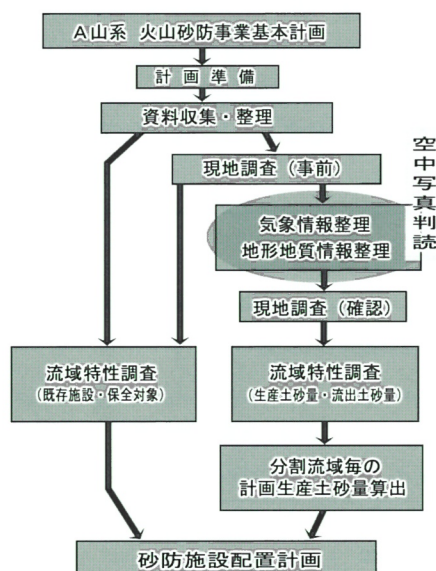 A山系 火山砂防事業基本計画
計画準備
資料収集・整理
現地調査（事前）
空中写真判読
気象情報整理
地形地質情報整理
現地調査（確認）
流域特性調査
（既存施設・保全対象）
流域特性調査
（生産土砂量・流出土砂量）
分割流域毎の
計画生産土砂量算出
砂防施設配置計画